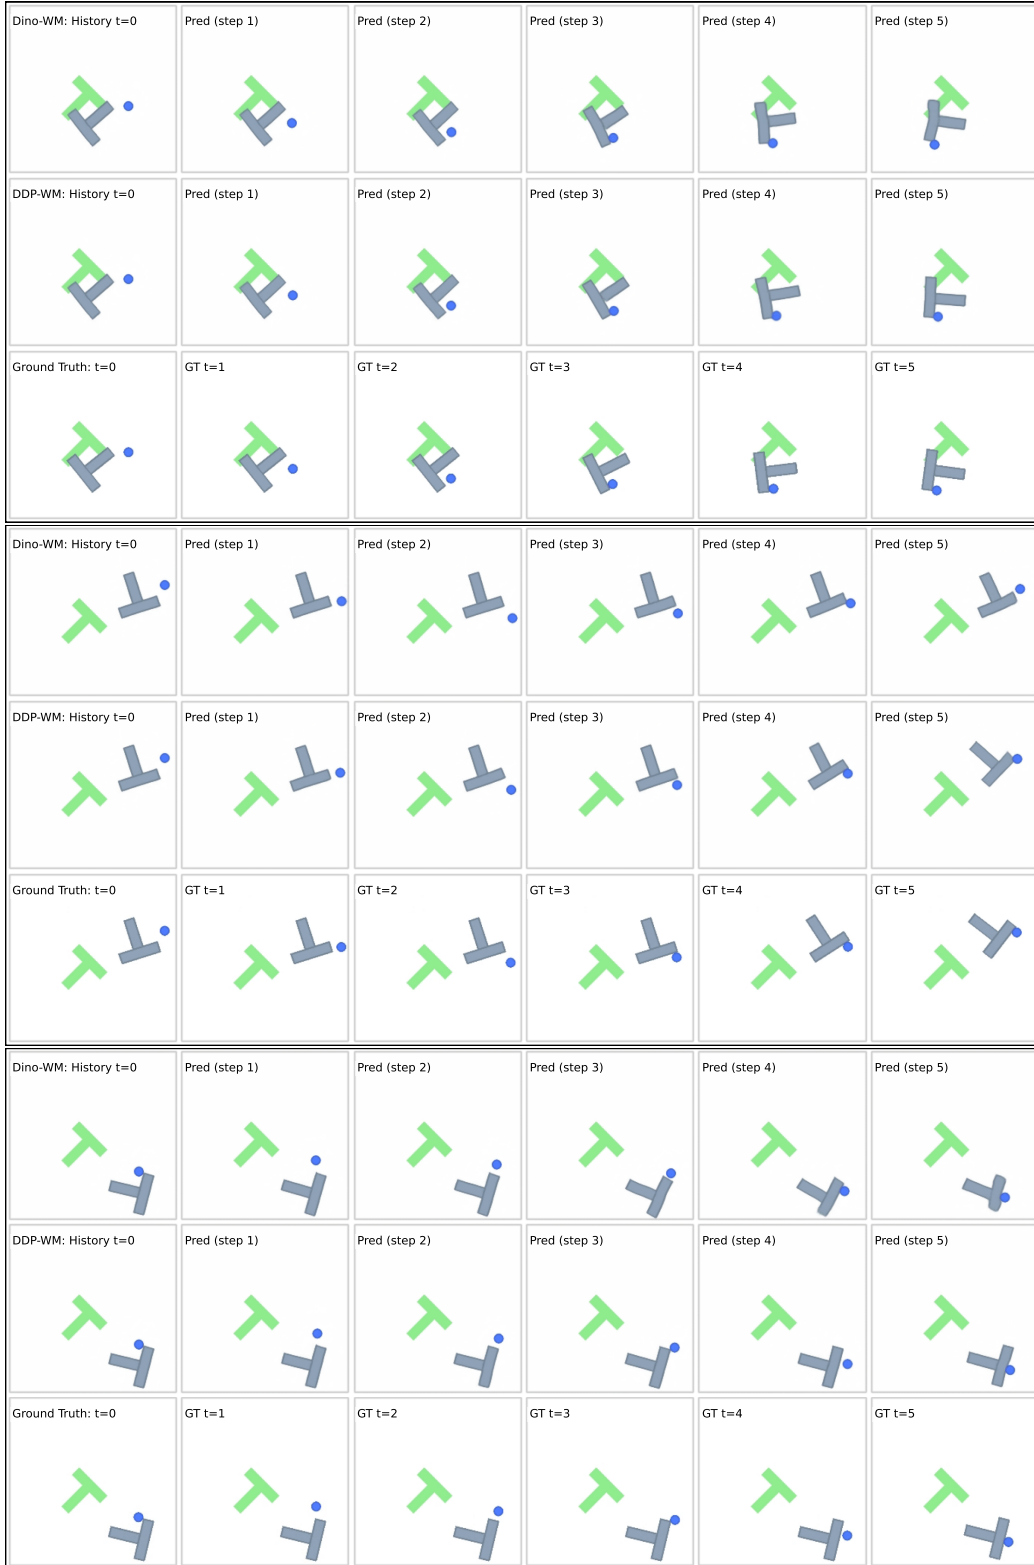 Dino-WM: History t=0 Pred (step 1) Pred (step 2) Pred (step 3) Pred (step 4) Pred (step 5)
DDP-WM: History t=0 Pred (step 1) Pred (step 2) Pred (step 3) Pred (step 4) Pred (step 5)
Ground Truth: t=0 GT t=1 GT t=2 GT t=3 GT t=4 GT t=5
Dino-WM: History t=0 Pred (step 1) Pred (step 2) Pred (step 3) Pred (step 4) Pred (step 5)
DDP-WM: History t=0 Pred (step 1) Pred (step 2) Pred (step 3) Pred (step 4) Pred (step 5)
Ground Truth: t=0 GT t=1 GT t=2 GT t=3 GT t=4 GT t=5
Dino-WM: History t=0 Pred (step 1) Pred (step 2) Pred (step 3) Pred (step 4) Pred (step 5)
DDP-WM: History t=0 Pred (step 1) Pred (step 2) Pred (step 3) Pred (step 4) Pred (step 5)
Ground Truth: t=0 GT t=1 GT t=2 GT t=3 GT t=4 GT t=5